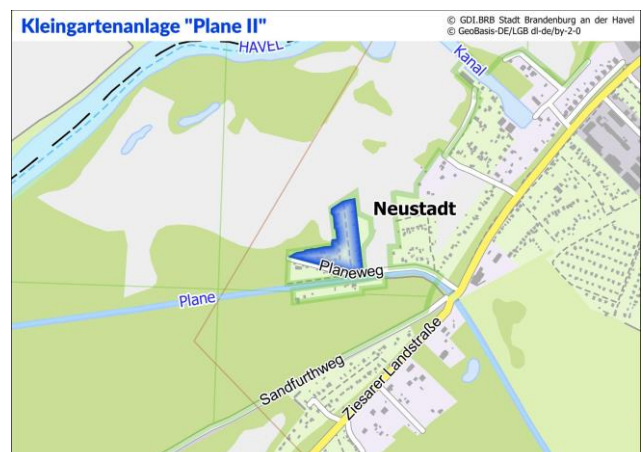 Kleingartenanlage "Plane II"
© GDI.BRB Stadt Brandenburg an der Havel
© GeoBasis-DE/LGB dl-de/by-2-0
HAVEL
Kanal
Neustadt
Planeweg
Plane
Sandfurthweg
Ziesarer Landstraße